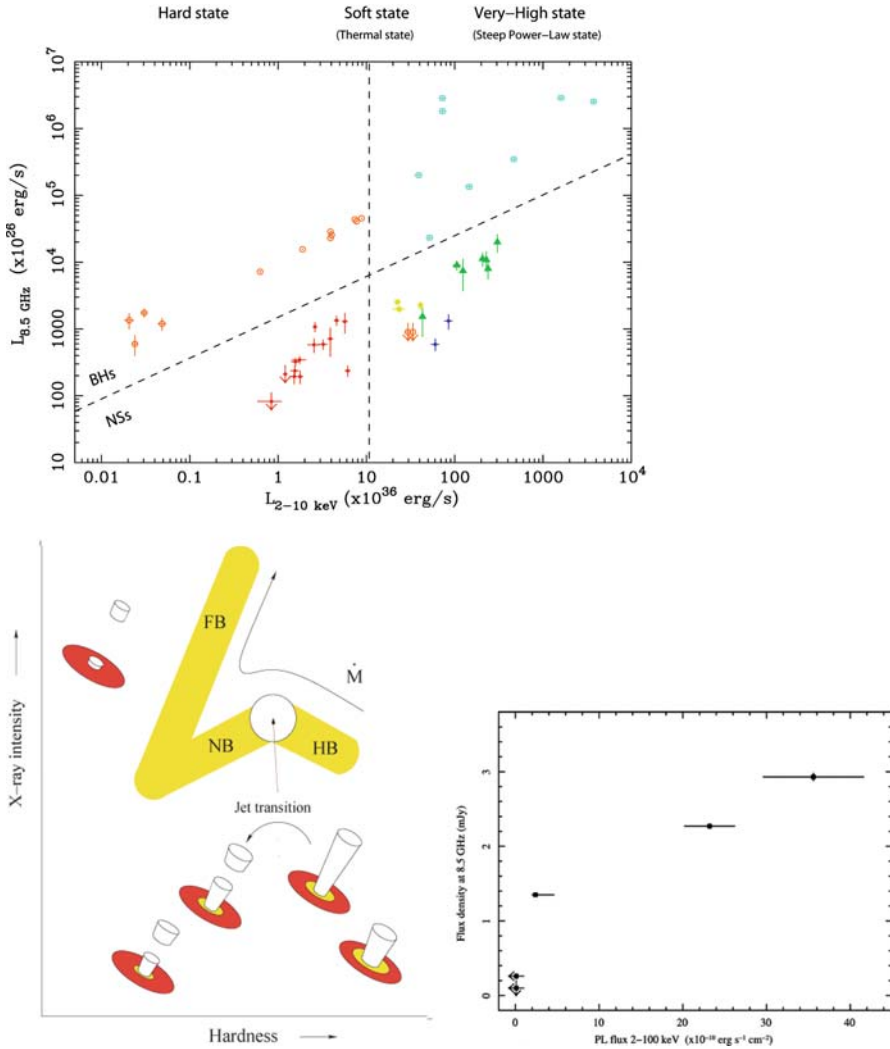 Hard state Soft state Very−High state
(Thermal state) (Steep Power−Law state)
L8.5 GHz (x10^26 erg/s)
10^7
10^6
10^5
10^4
1000
100
10
BHs
NSs
0.01 0.1 1 10 100 1000 10^4
L2−10 keV (x10^36 erg/s)
X−ray intensity
FB
Ṁ
NB
HB
Jet transition
Hardness
Flux density at 8.5 GHz (mJy)
3
2
1
0
0 20 40
PL flux 2−100 keV (x10^−10 erg s^−1 cm^−2)